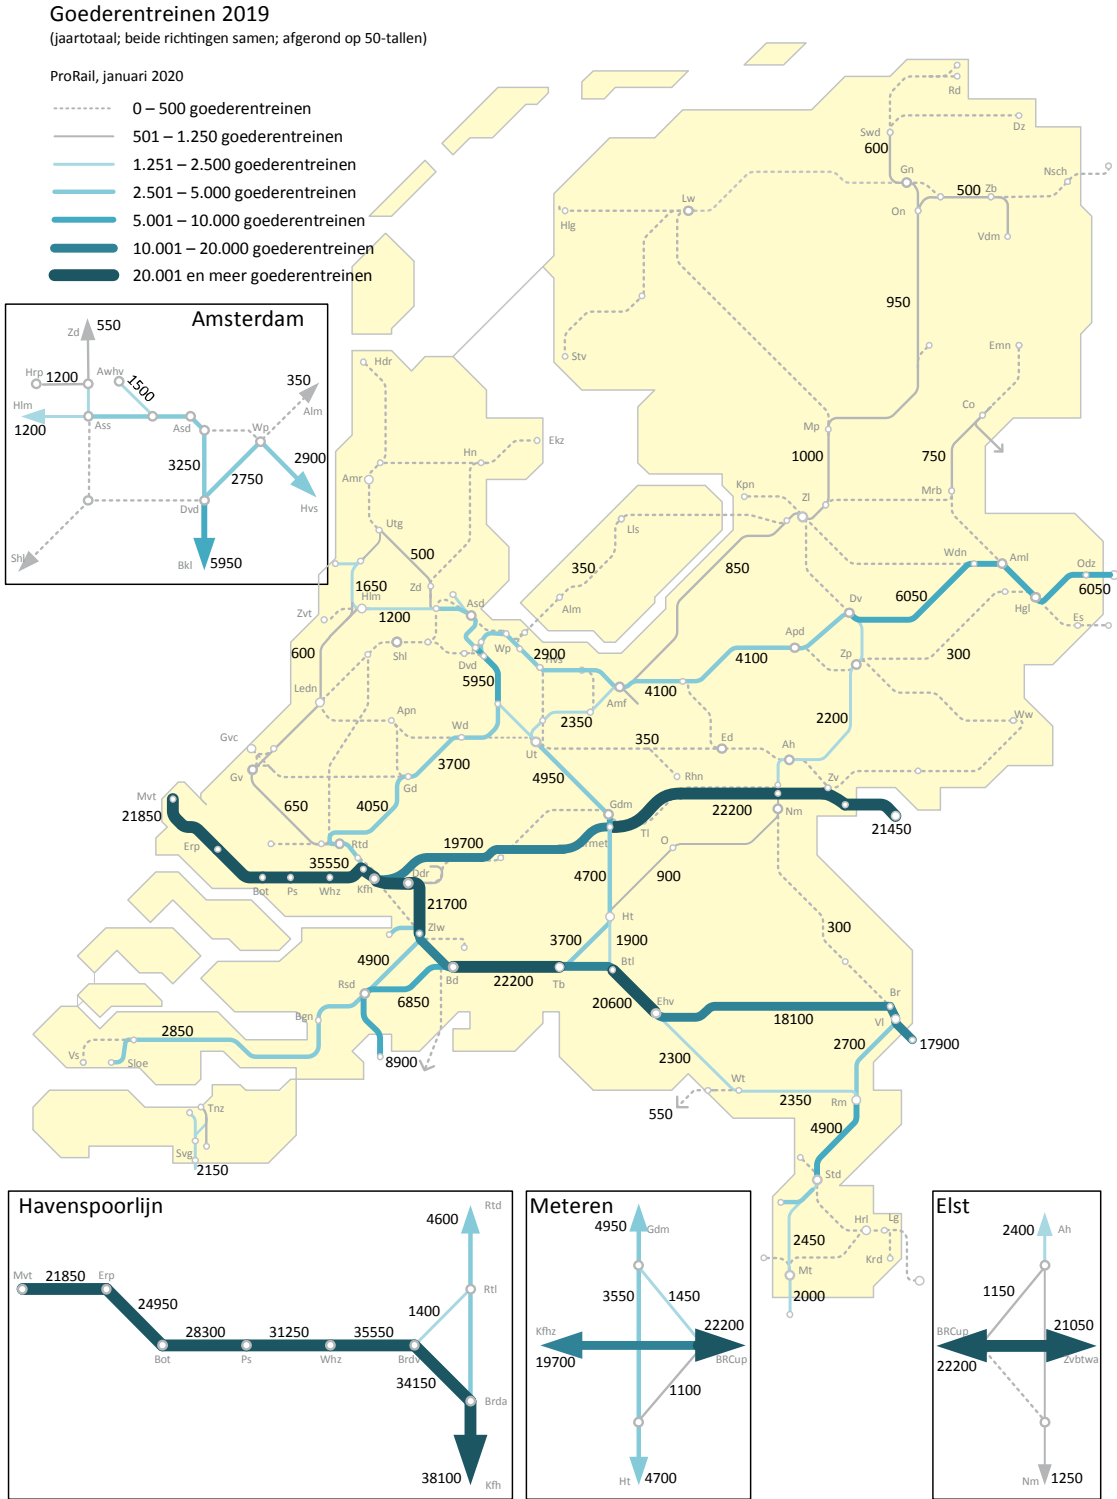 Goederentreinen 2019
(jaartotaal; beide richtingen samen; afgerond op 50-tallen)
ProRail, januari 2020
0 – 500 goederentreinen
501 – 1.250 goederentreinen
1.251 – 2.500 goederentreinen
2.501 – 5.000 goederentreinen
5.001 – 10.000 goederentreinen
10.001 – 20.000 goederentreinen
20.001 en meer goederentreinen
Amsterdam
Zd
550
Hrp
1200
Awhv
1500
350
Alm
Hlm
1200
Ass
Asd
Wp
3250
2750
2900
Hvs
Dvd
Shl
Bkl
5950
Rd
Swd
600
Dz
Gn
Nsch
500
Zb
Lw
Hlg
On
Vdm
950
Stv
Emn
Hdr
Co
Mp
Ekz
Hn
1000
750
Amr
Kpn
Mrb
Zl
Utg
Lls
500
850
Wdn
Aml
Odz
350
1650
Zd
6050
6050
Hlm
Alm
Hgl
Zvt
1200
Asd
Dv
Es
Apd
600
Shl
Wp
2900
4100
300
Dvd
Hvs
Zp
5950
4100
Ledn
Amf
Apn
2350
2200
Ww
Wd
Gvc
Ut
350
Ed
Ah
3700
Gv
4950
Gd
Rhn
Zv
Mvt
21850
650
4050
Gdm
22200
Nm
21450
Tl
Rtd
19700
rmet
O
Erp
35550
4700
Ddr
900
Bot
Ps
Whz
Kfh
21700
Ht
Zlw
3700
1900
300
4900
Btl
Bd
22200
Tb
Rsd
6850
20600
Ehv
Br
Bgn
18100
Vl
2850
2700
17900
Vs
Sloe
8900
2300
Wt
2350
550
Rm
Tnz
4900
Svg
2150
Std
Hrl
Lg
2450
Krd
Mt
2000
Havenspoorlijn
Rtd
4600
Mvt
21850
Erp
Rtl
24950
1400
28300
31250
35550
Bot
Ps
Whz
Brdv
34150
Brda
38100
Kfh
Meteren
4950
Gdm
3550
1450
Kfhz
22200
19700
BRCup
1100
Ht
4700
Elst
2400
Ah
1150
BRCup
21050
22200
Zvbtwa
Nm
1250